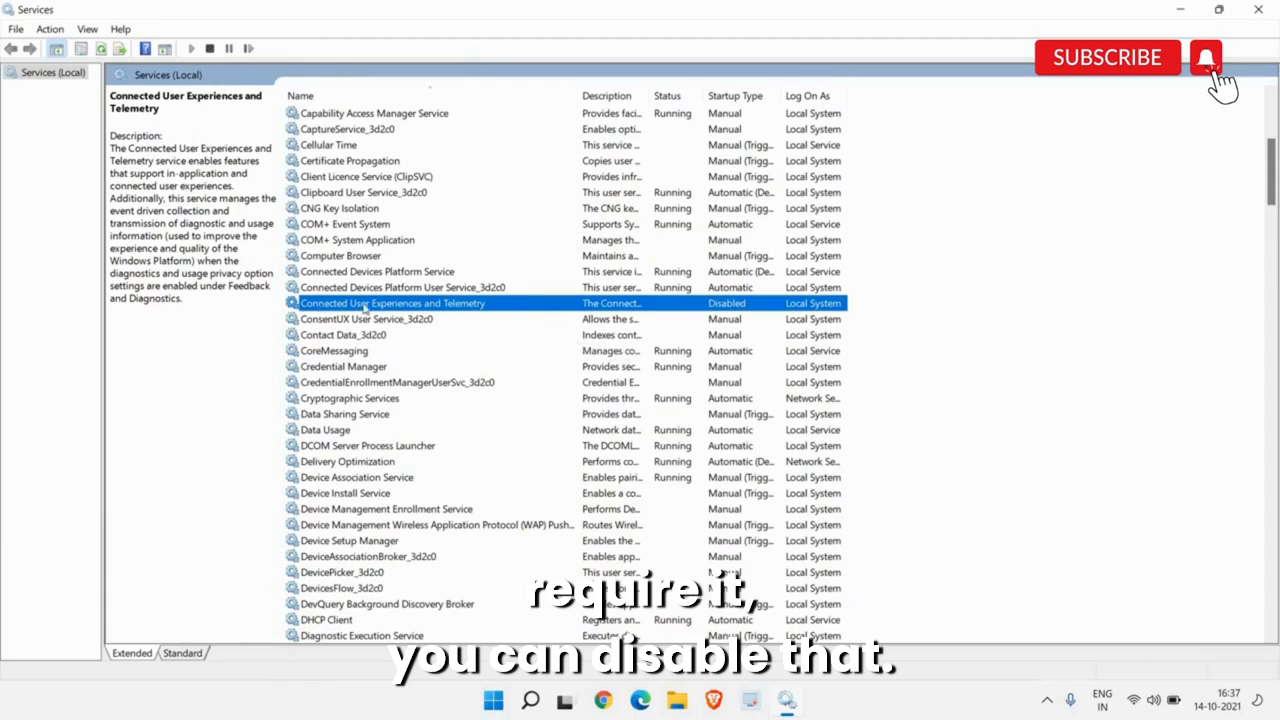 Services
File Action View Help
SUBSCRIBE
Services (Local)
Services (Local)
Connected User Experiences and
Telemetry
Description:
The Connected User Experiences and
Telemetry service enables features
that support in-application and
connected user experiences.
Additionally, this service manages the
event driven collection and
transmission of diagnostic and usage
information (used to improve the
experience and quality of the
Windows Platform) when the
diagnostics and usage privacy option
settings are enabled under Feedback
and Diagnostics.
Name Description Status Startup Type Log On As
Capability Access Manager Service Provides faci... Running Manual Local System
CaptureService_3d2c0 Enables opti... Manual Local System
Cellular Time This service ... Manual (Trig... Local Service
Certificate Propagation Copies user ... Manual (Trig... Local System
Client Licence Service (ClipSVC) Provides infr... Manual (Trig... Local System
Clipboard User Service_3d2c0 This user ser... Running Automatic (De... Local System
CNG Key Isolation The CNG ke... Running Manual (Trig... Local System
COM+ Event System Supports Sy... Running Automatic Local Service
COM+ System Application Manages th... Manual Local System
Computer Browser Maintains a... Manual (Trig... Local System
Connected Devices Platform Service This service i... Running Automatic (De... Local Service
Connected Devices Platform User Service_3d2c0 This user ser... Running Automatic Local System
Connected User Experiences and Telemetry The Connect... Disabled Local System
ConsentUX User Service_3d2c0 Allows the s... Manual Local System
Contact Data_3d2c0 Indexes cont... Manual Local System
CoreMessaging Manages co... Running Automatic Local Service
Credential Manager Provides sec... Running Manual Local System
CredentialEnrollmentManagerUserSvc_3d2c0 Credential E... Manual Local System
Cryptographic Services Provides thr... Running Automatic Network Se...
Data Sharing Service Provides dat... Manual (Trig... Local System
Data Usage Network dat... Running Automatic Local Service
DCOM Server Process Launcher The DCOML... Running Automatic Local System
Delivery Optimization Performs co... Running Automatic (De... Network Se...
Device Association Service Enables pairi... Running Manual (Trig... Local System
Device Install Service Enables a co... Manual (Trig... Local System
Device Management Enrollment Service Performs De... Manual Local System
Device Management Wireless Application Protocol (WAP) Push... Routes Wirel... Manual (Trig... Local System
Device Setup Manager Enables the ... Manual (Trig... Local System
DeviceAssociationBroker_3d2c0 Enables app... Manual Local System
DevicePicker_3d2c0 This user ser... Manual Local System
DevicesFlow_3d2c0 Manual Local System
DevQuery Background Discovery Broker Manual Local System
DHCP Client Registers an... Running Automatic Local Service
Diagnostic Execution Service Executes Manual Local System
require it,
you can disable that.
Extended Standard
ENG
IN
16:37
14-10-2021